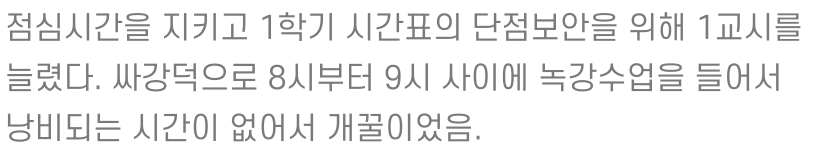 점심시간을 지키고 1학기 시간표의 단점보안을 위해 1교시를
늘렸다. 싸강덕으로 8시부터 9시 사이에 녹강수업을 들어서
낭비되는 시간이 없어서 개꿀이었음.